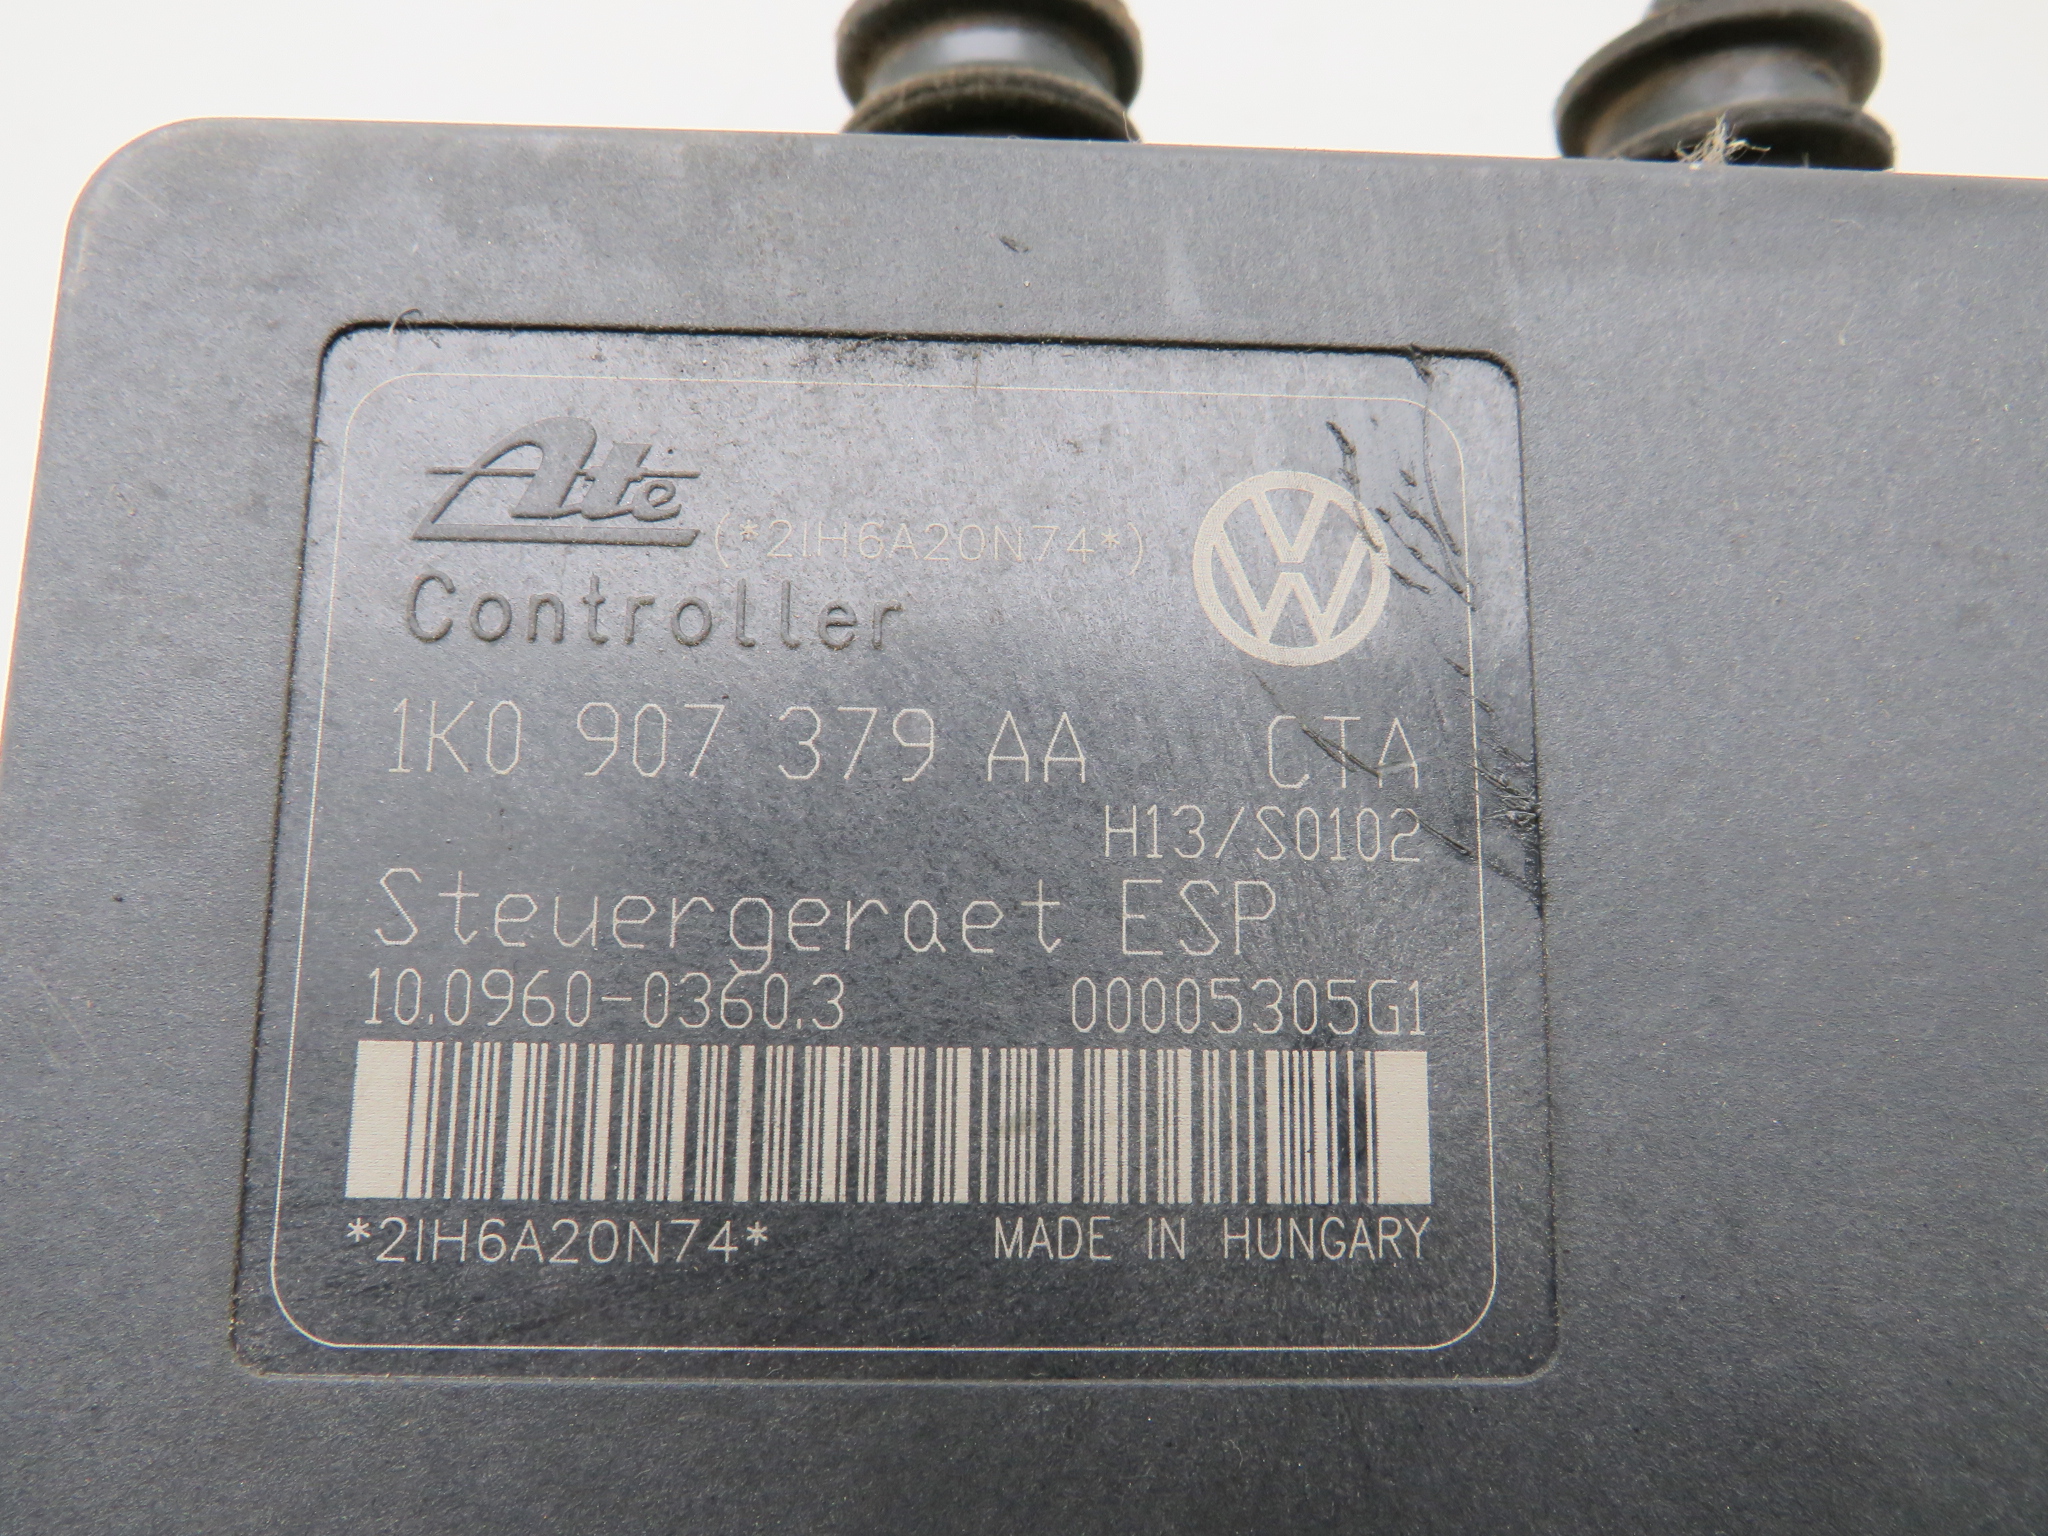 Ate (*2IH6A20N74*)
Controller
1K0 907 379 AA CTA
H13/S0102
Steuergeraet ESP
10.0960-0360.3 00005305G1
*2IH6A20N74* MADE IN HUNGARY